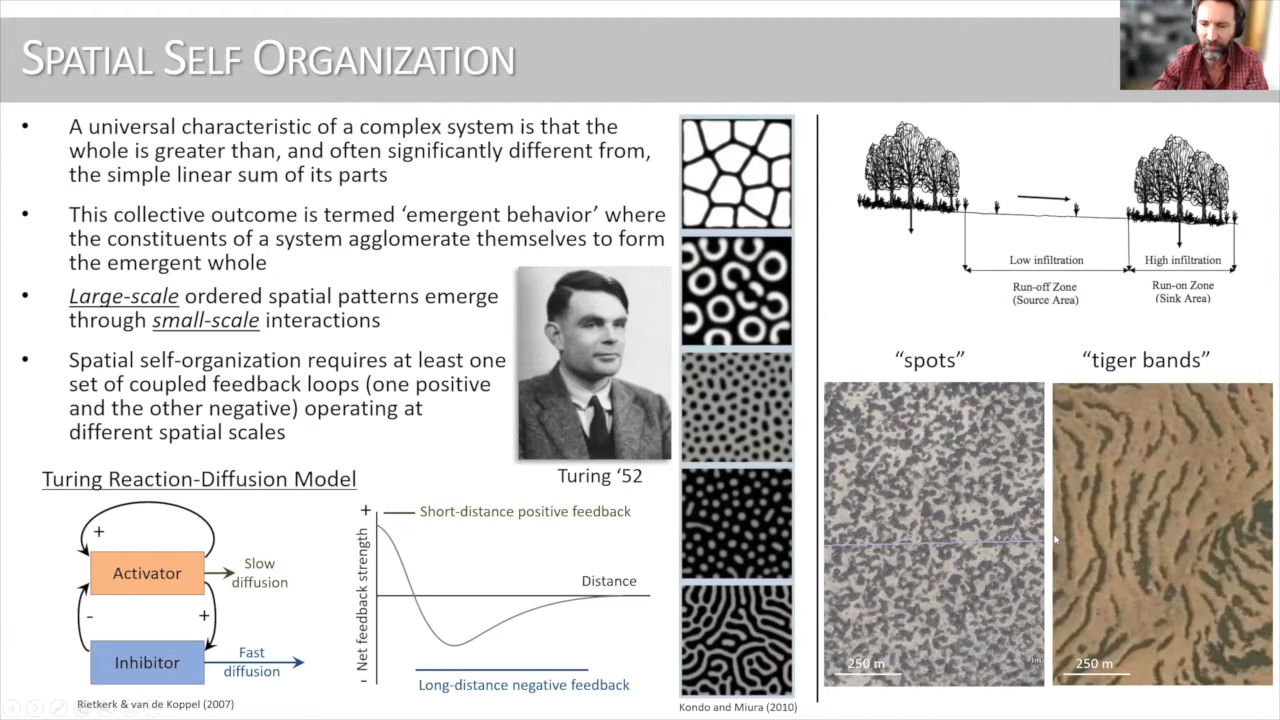 SPATIAL SELF ORGANIZATION
• A universal characteristic of a complex system is that the
whole is greater than, and often significantly different from,
the simple linear sum of its parts
• This collective outcome is termed ‘emergent behavior’ where
the constituents of a system agglomerate themselves to form
the emergent whole
• Large-scale ordered spatial patterns emerge
through small-scale interactions
• Spatial self-organization requires at least one
set of coupled feedback loops (one positive
and the other negative) operating at
different spatial scales
Turing ‘52
Turing Reaction-Diffusion Model
+
Activator
Slow
diffusion
-
+
Inhibitor
Fast
diffusion
Rietkerk & van de Koppel (2007)
+
Short-distance positive feedback
- Net feedback strength
Distance
Long-distance negative feedback
Kondo and Miura (2010)
Low infiltration
High infiltration
Run-off Zone
(Source Area)
Run-on Zone
(Sink Area)
“spots”
“tiger bands”
250 m
250 m